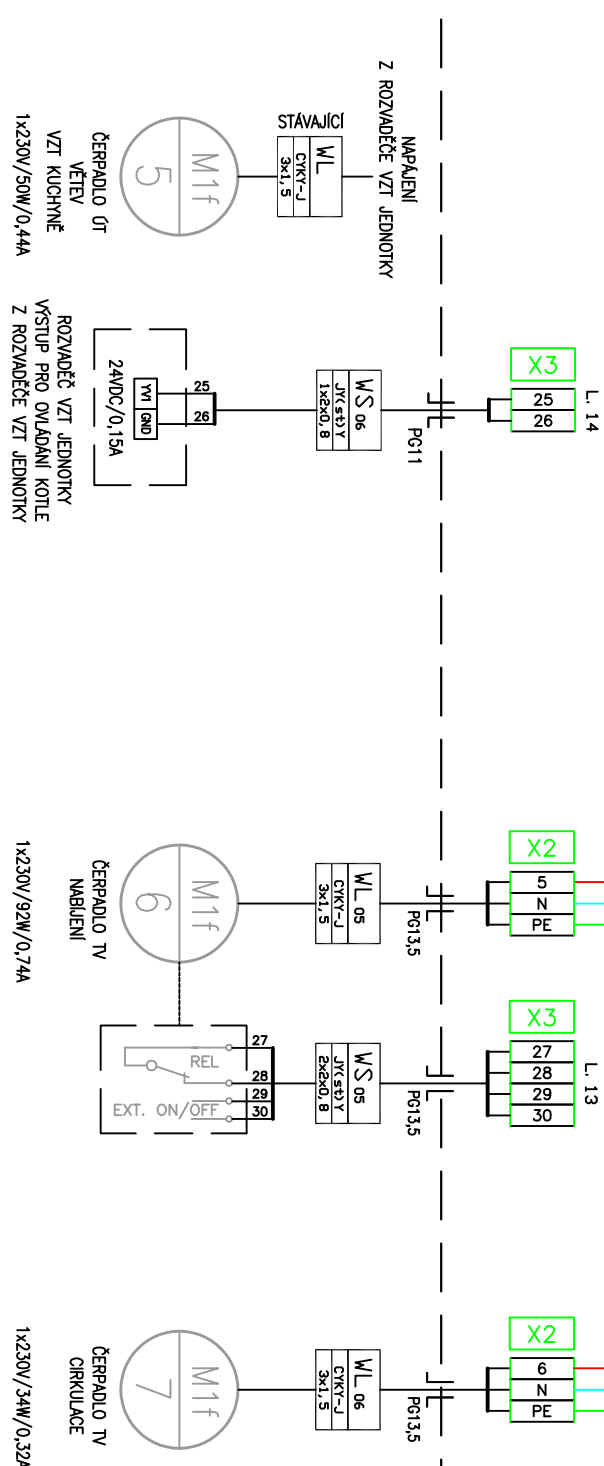 NAPÁJENÍ
Z ROZVADĚČE VZT JEDNOTKY
STÁVAJÍCÍ
WL
CYKY-J
3x1,5
M1f
5
ČERPADLO ÚT
VĚTEV
VZT KUCHYNĚ
1x230V/50W/0,44A
L. 14
X3
25
26
PG11
WS 06
JY(st)Y
1x2x0,8
25
26
YV1
GND
24VDC/0,15A
ROZVADĚČ VZT JEDNOTKY
VÝSTUP PRO OVLÁDÁNÍ KOTLE
Z ROZVADĚČE VZT JEDNOTKY
X2
5
N
PE
PG13,5
WL 05
CYKY-J
3x1,5
M1f
6
ČERPADLO TV
NABÍJENÍ
1x230V/92W/0,74A
L. 13
X3
27
28
29
30
PG13,5
WS 05
JY(st)Y
2x2x0,8
27
28
29
30
REL
EXT. ON/OFF
X2
6
N
PE
PG13,5
WL 06
CYKY-J
3x1,5
M1f
7
ČERPADLO TV
CIRKULACE
1x230V/34W/0,32A